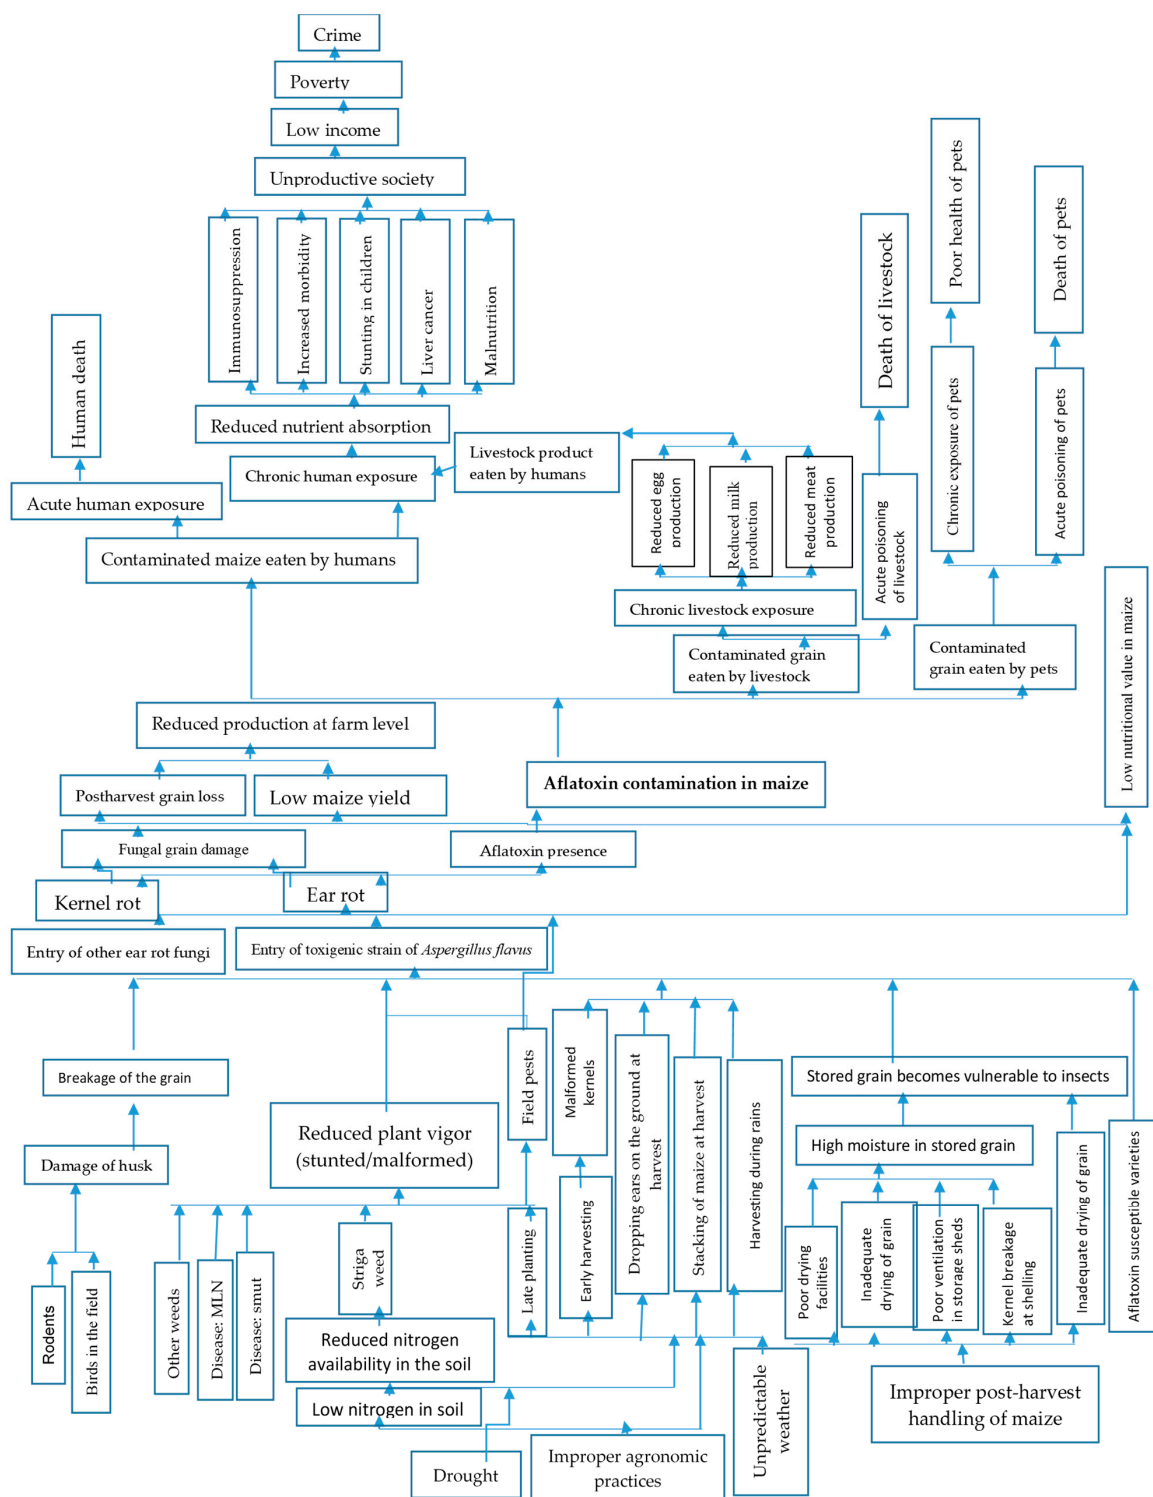 Crime
Poverty
Low income
Unproductive society
Immunosuppression
Increased morbidity
Stunting in children
Liver cancer
Malnutrition
Poor health of pets
Death of pets
Death of livestock
Human death
Reduced nutrient absorption
Chronic human exposure
Livestock product
eaten by humans
Reduced egg
production
Reduced milk
production
Reduced meat
production
Acute poisoning
of livestock
Chronic exposure of pets
Acute poisoning of pets
Acute human exposure
Contaminated maize eaten by humans
Chronic livestock exposure
Contaminated grain
eaten by livestock
Contaminated
grain eaten by pets
Low nutritional value in maize
Reduced production at farm level
Postharvest grain loss
Low maize yield
Aflatoxin contamination in maize
Fungal grain damage
Aflatoxin presence
Kernel rot
Ear rot
Entry of other ear rot fungi
Entry of toxigenic strain of Aspergillus flavus
Breakage of the grain
Damage of husk
Rodents
Birds in the field
Reduced plant vigor
(stunted/malformed)
Field pests
Malformed
kernels
Dropping ears on the ground at
harvest
Stacking of maize at harvest
Harvesting during rains
Stored grain becomes vulnerable to insects
High moisture in stored grain
Inadequate drying of grain
Aflatoxin susceptible varieties
Other weeds
Disease: MLN
Disease: smut
Striga
weed
Late planting
Early harvesting
Poor drying
facilities
Inadequate
drying of grain
Poor ventilation
in storage sheds
Kernel breakage
at shelling
Reduced nitrogen
availability in the soil
Low nitrogen in soil
Drought
Improper agronomic
practices
Unpredictable
weather
Improper post-harvest
handling of maize